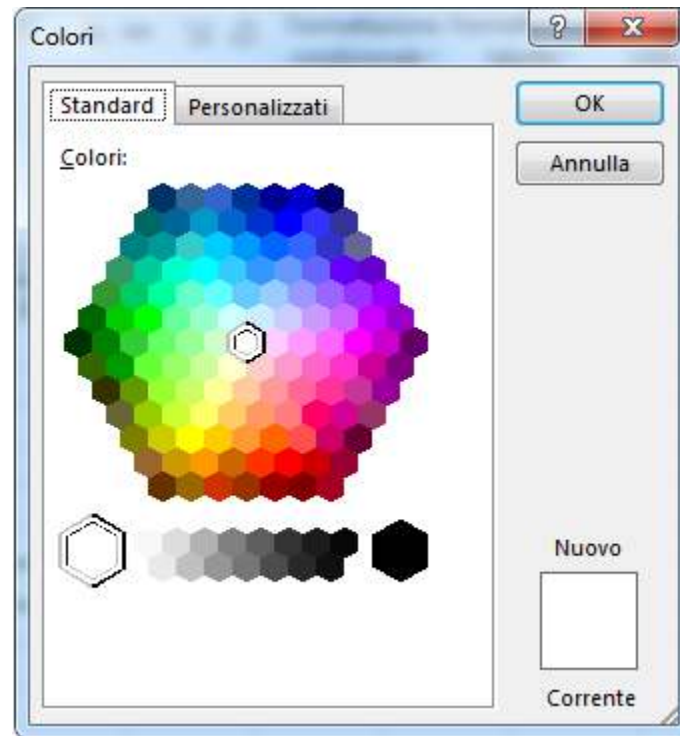 Colori
Standard
Personalizzati
OK
Annulla
Colori:
Nuovo
Corrente